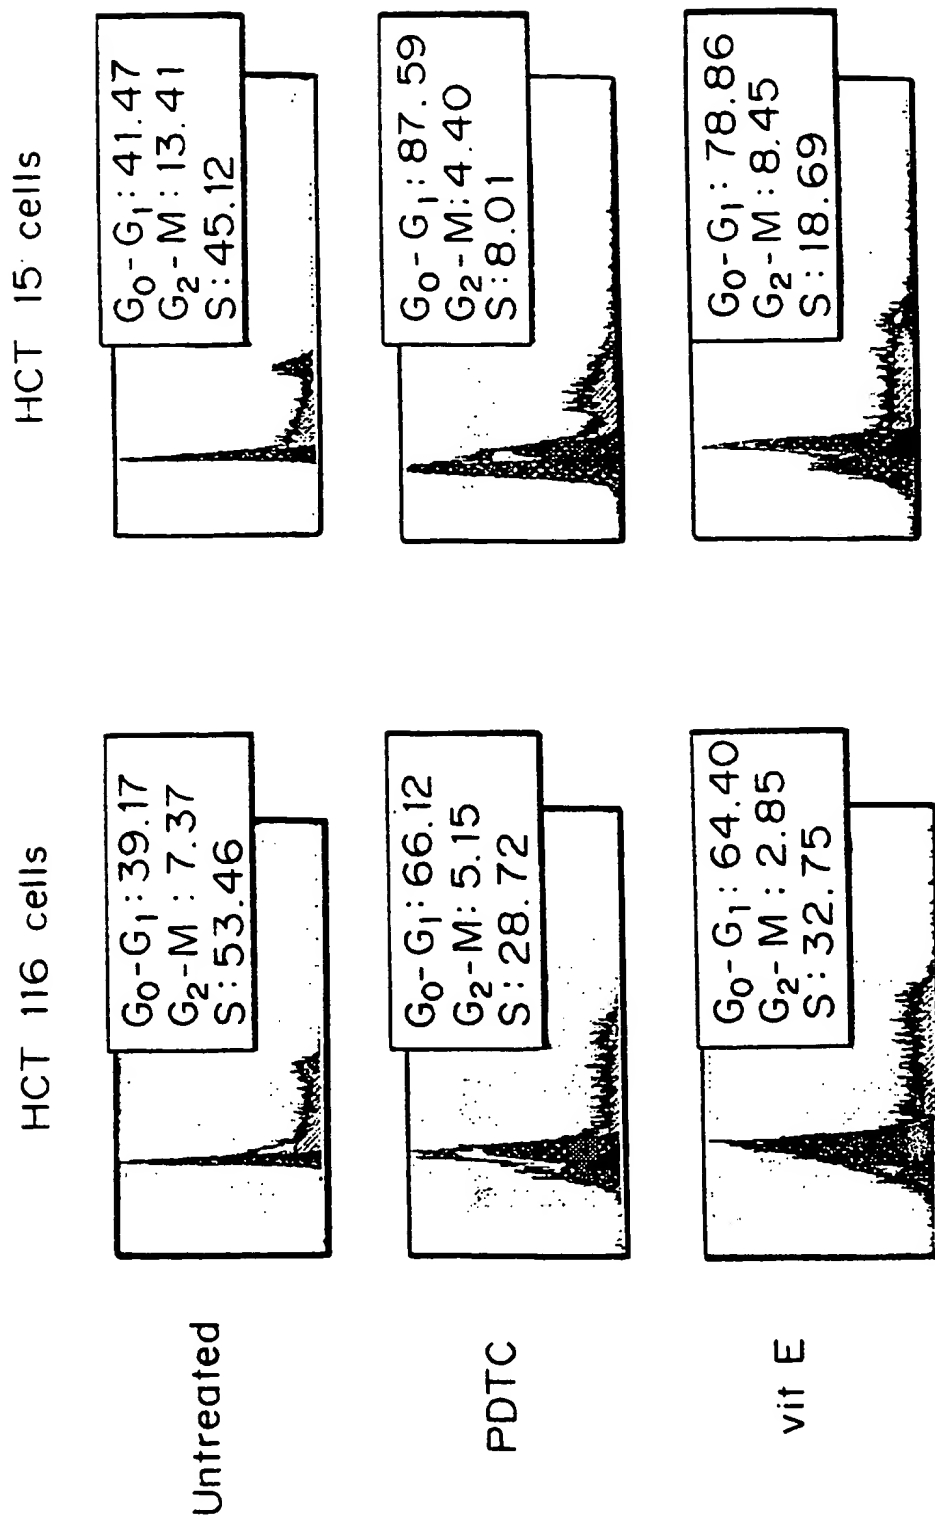 HCT 116 cells
HCT 15 cells
Untreated
G₀-G₁:39.17
G₂-M: 7.37
S:53.46
G₀-G₁:41.47
G₂-M:13.41
S:45.12
PDTC
G₀-G₁:66.12
G₂-M:5.15
S:28.72
G₀-G₁:87.59
G₂-M:4.40
S:8.01
vit E
G₀-G₁:64.40
G₂-M:2.85
S:32.75
G₀-G₁:78.86
G₂-M:8.45
S:18.69